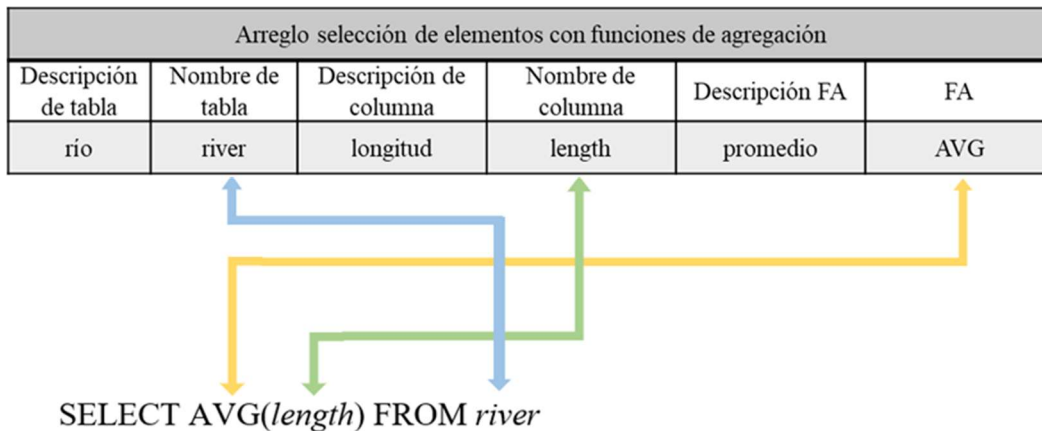 Arreglo selección de elementos con funciones de agregación
Descripción de tabla
Nombre de tabla
Descripción de columna
Nombre de columna
Descripción FA
FA
río
river
longitud
length
promedio
AVG
SELECT AVG(length) FROM river